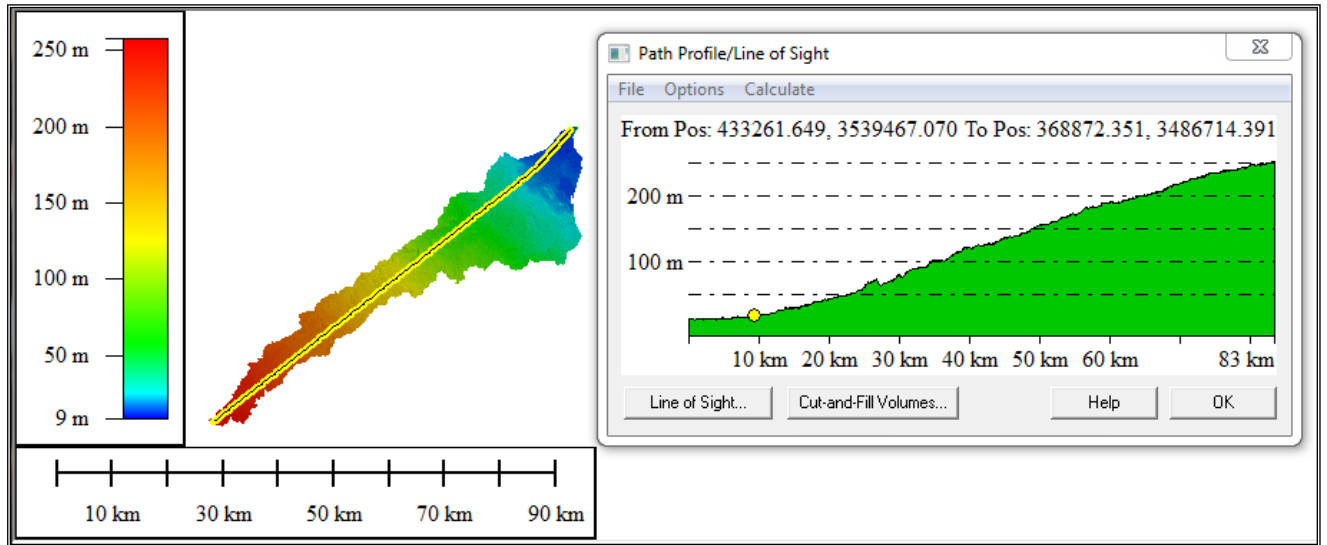 250 m
200 m
150 m
100 m
50 m
9 m
10 km 30 km 50 km 70 km 90 km
Path Profile/Line of Sight
File Options Calculate
From Pos: 433261.649, 3539467.070 To Pos: 368872.351, 3486714.391
200 m
100 m
10 km 20 km 30 km 40 km 50 km 60 km 83 km
Line of Sight... Cut-and-Fill Volumes... Help OK